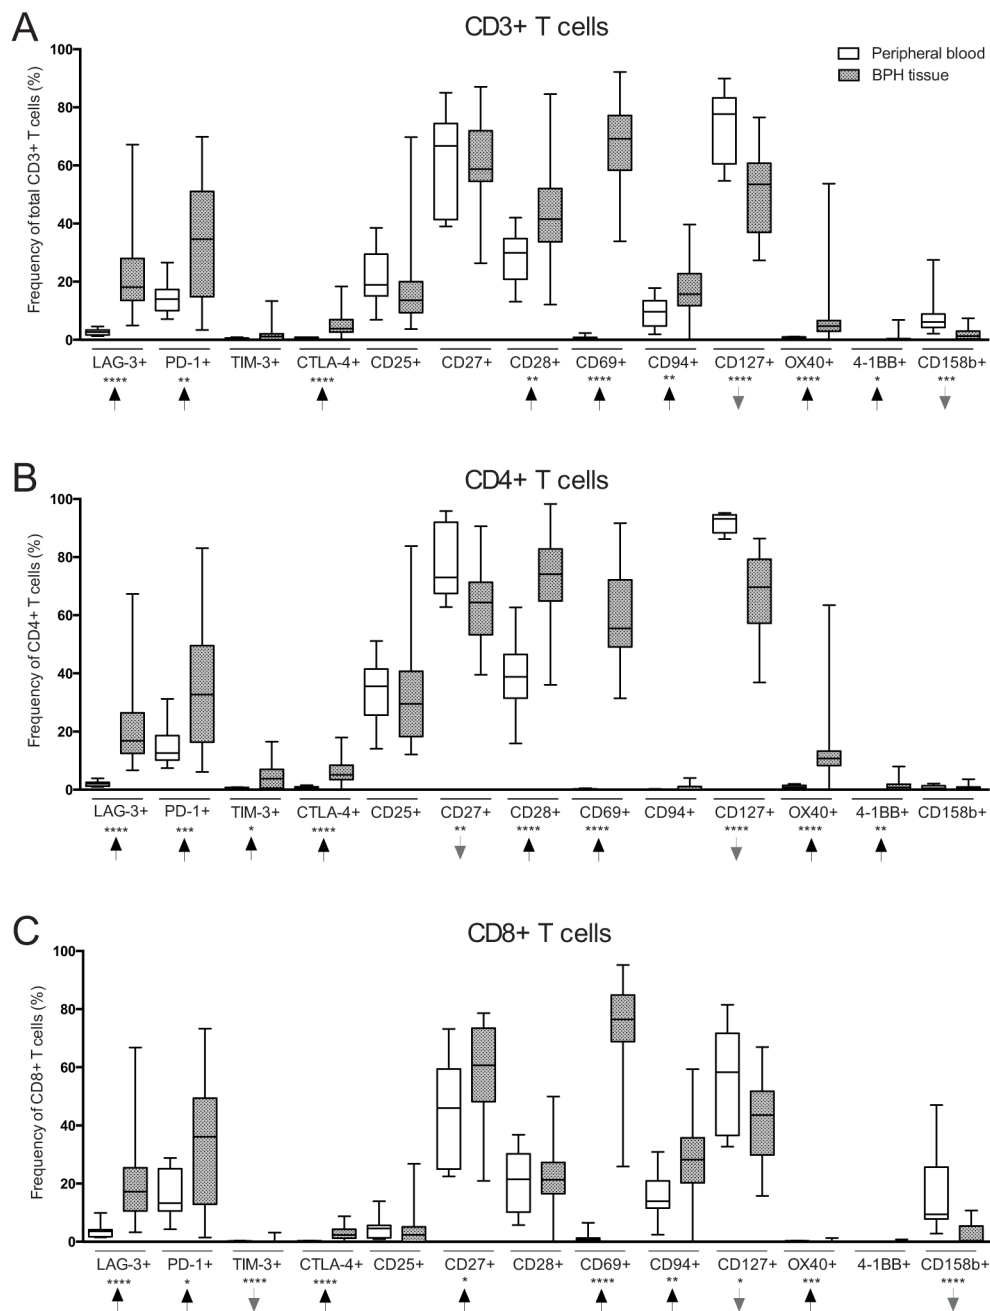 A
CD3+ T cells
Peripheral blood
BPH tissue
Frequency of total CD3+ T cells (%)
100
80
60
40
20
0
LAG-3+ PD-1+ TIM-3+ CTLA-4+ CD25+ CD27+ CD28+ CD69+ CD94+ CD127+ OX40+ 4-1BB+ CD158b+
**** ** **** ** **** ** **** **** * ***
B
CD4+ T cells
Frequency of CD4+ T cells (%)
100
80
60
40
20
0
LAG-3+ PD-1+ TIM-3+ CTLA-4+ CD25+ CD27+ CD28+ CD69+ CD94+ CD127+ OX40+ 4-1BB+ CD158b+
**** *** * **** ** **** **** **** **** **
C
CD8+ T cells
Frequency of CD8+ T cells (%)
100
80
60
40
20
0
LAG-3+ PD-1+ TIM-3+ CTLA-4+ CD25+ CD27+ CD28+ CD69+ CD94+ CD127+ OX40+ 4-1BB+ CD158b+
**** * **** **** * **** ** * *** ****